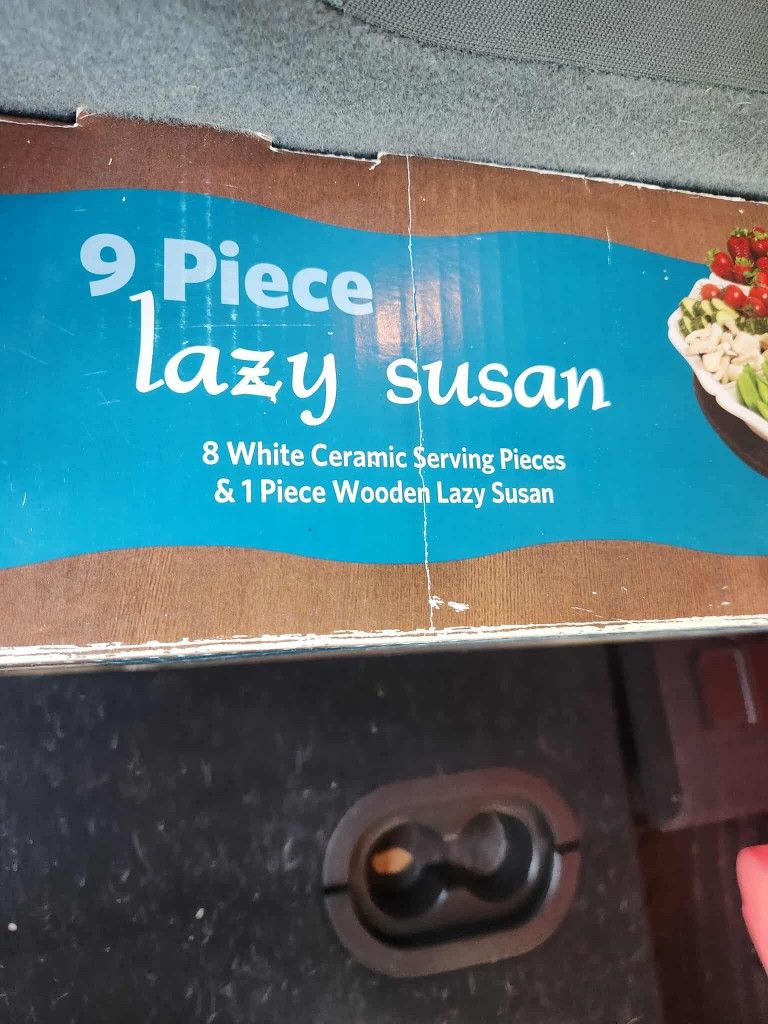 9 Piece
lazy susan
8 White Ceramic Serving Pieces
& 1 Piece Wooden Lazy Susan